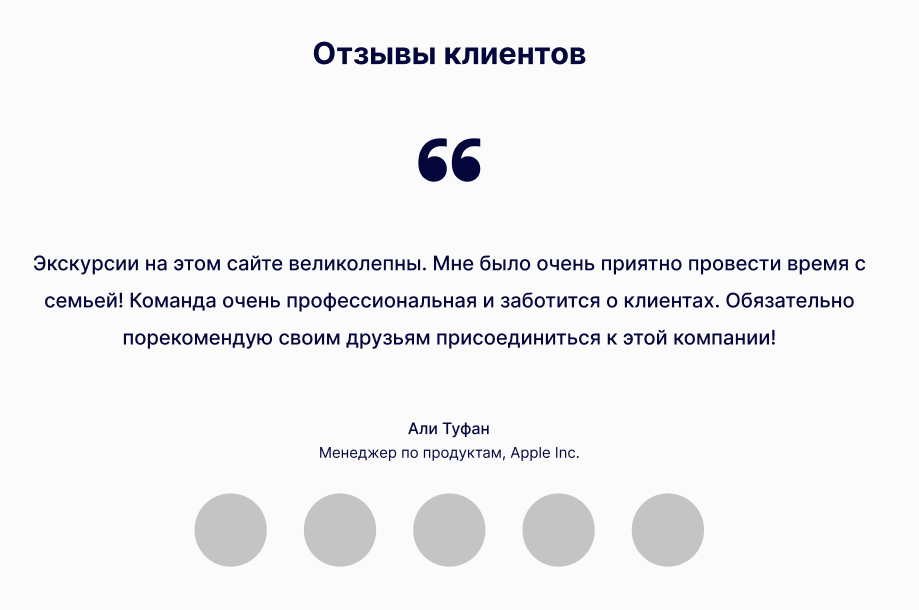 Отзывы клиентов
“
Экскурсии на этом сайте великолепны. Мне было очень приятно провести время с
семьей! Команда очень профессиональная и заботится о клиентах. Обязательно
порекомендую своим друзьям присоединиться к этой компании!
Али Туфан
Менеджер по продуктам, Apple Inc.